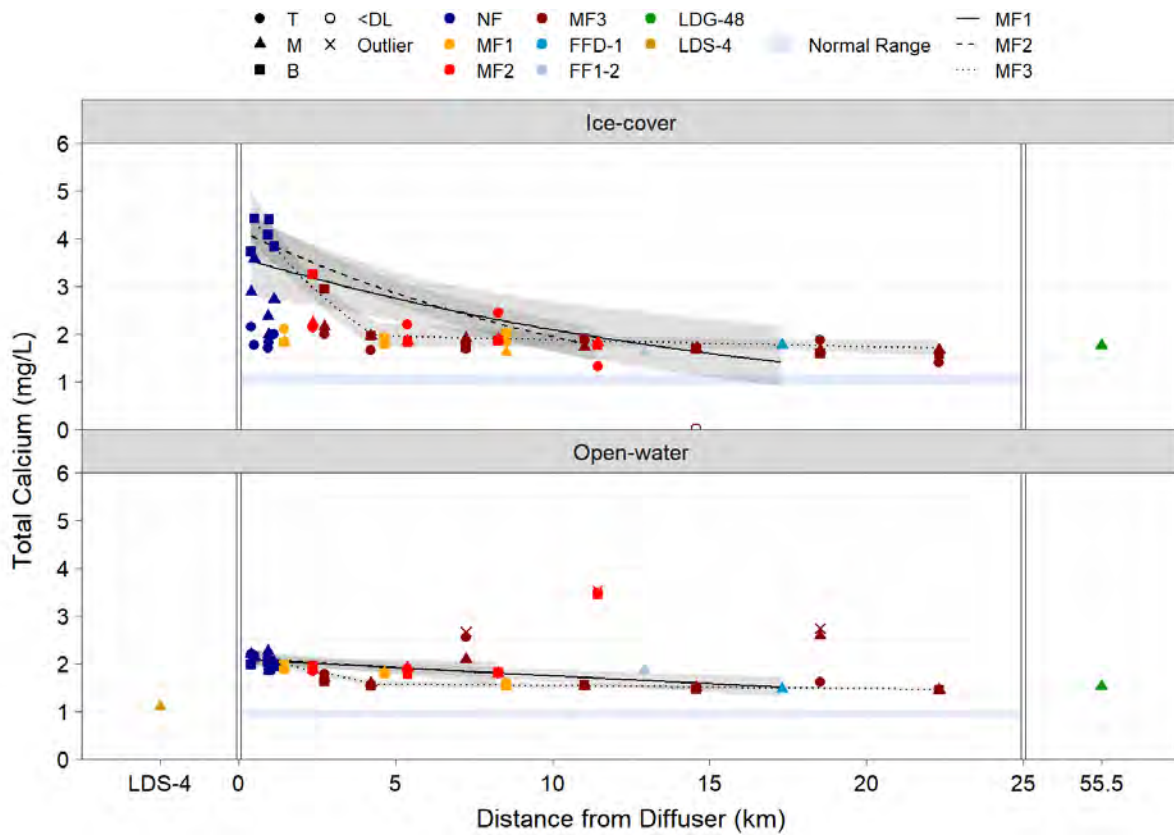 T <DL NF MF3 LDG-48 MF1
M Outlier MF1 FFD-1 LDS-4 Normal Range MF2
B MF2 FF1-2 MF3
Ice-cover
6
5
4
3
2
1
0
Open-water
6
5
4
3
2
1
0
Total Calcium (mg/L)
LDS-4 0 5 10 15 20 25 55.5
Distance from Diffuser (km)